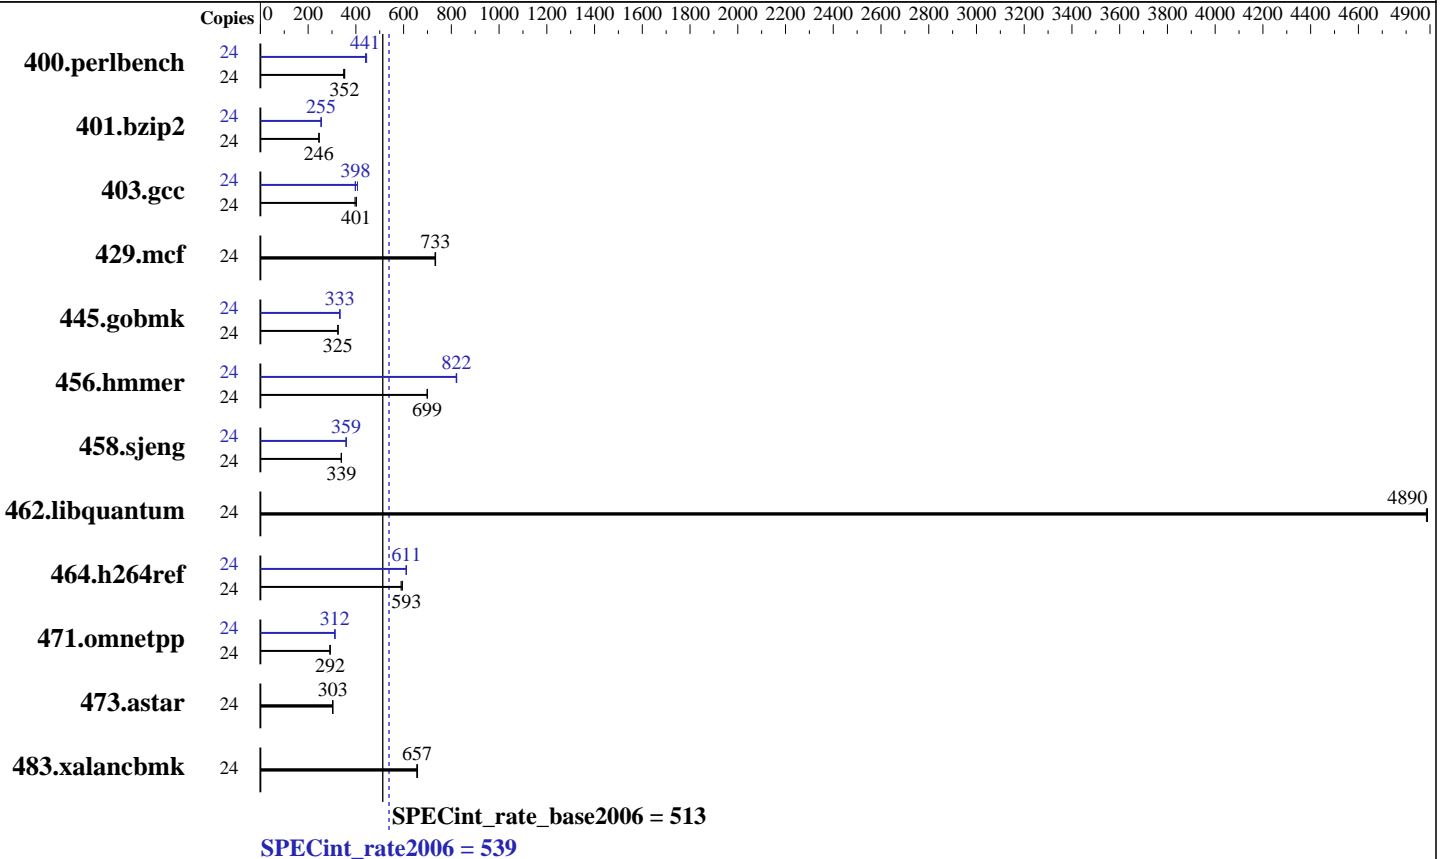 Copies 0 200 400 600 800 1000 1200 1400 1600 1800 2000 2200 2400 2600 2800 3000 3200 3400 3600 3800 4000 4200 4400 4600 4900
400.perlbench 24 441
24 352
401.bzip2 24 255
24 246
403.gcc 24 398
24 401
429.mcf 24 733
445.gobmk 24 333
24 325
456.hmmer 24 822
24 699
458.sjeng 24 359
24 339
462.libquantum 24 4890
464.h264ref 24 611
24 593
471.omnetpp 24 312
24 292
473.astar 24 303
483.xalancbmk 24 657
SPECint_rate_base2006 = 513
SPECint_rate2006 = 539